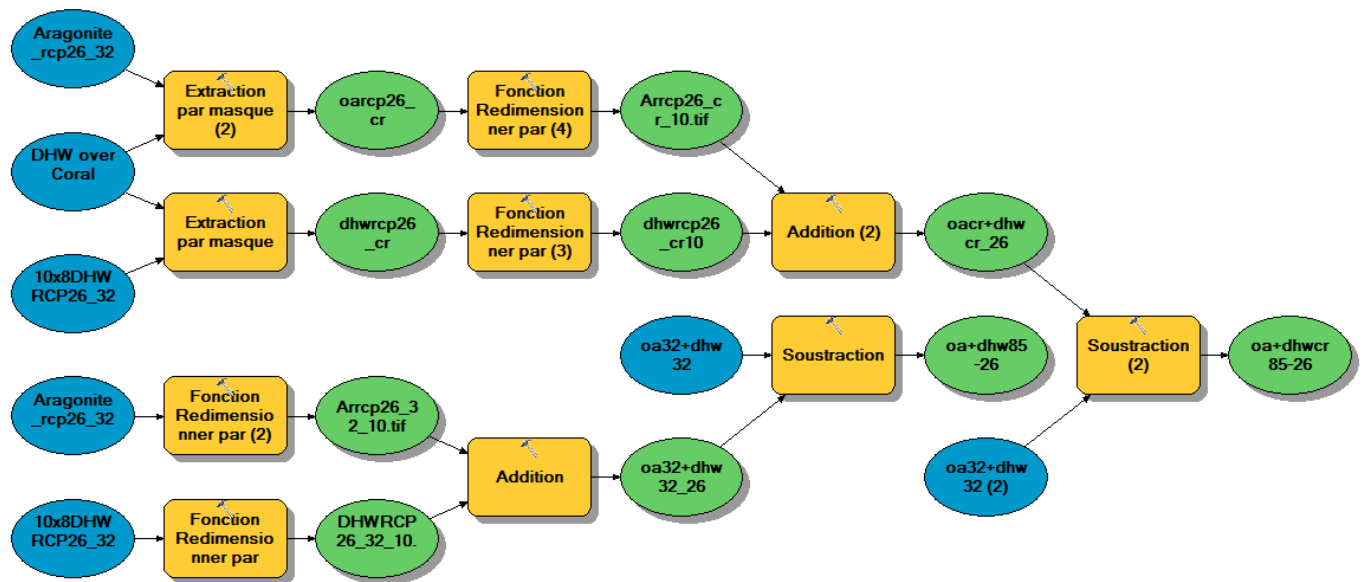 Aragonite
_rcp26_32
Extraction
par masque
(2)
oarcp26_
cr
Fonction
Redimension
ner par (4)
Arrcp26_c
r_10.tif
DHW over
Coral
Extraction
par masque
dhwrcp26
_cr
Fonction
Redimension
ner par (3)
dhwrcp26
_cr10
Addition (2)
oacr+dhw
cr_26
10x8DHW
RCP26_32
oa32+dhw
32
Soustraction
oa+dhw85
-26
Soustraction
(2)
oa+dhwcr
85-26
Aragonite
_rcp26_32
Fonction
Redimensio
nner par (2)
Arrcp26_3
2_10.tif
Addition
oa32+dhw
32_26
oa32+dhw
32 (2)
10x8DHW
RCP26_32
Fonction
Redimensio
nner par
DHWRCP
26_32_10.